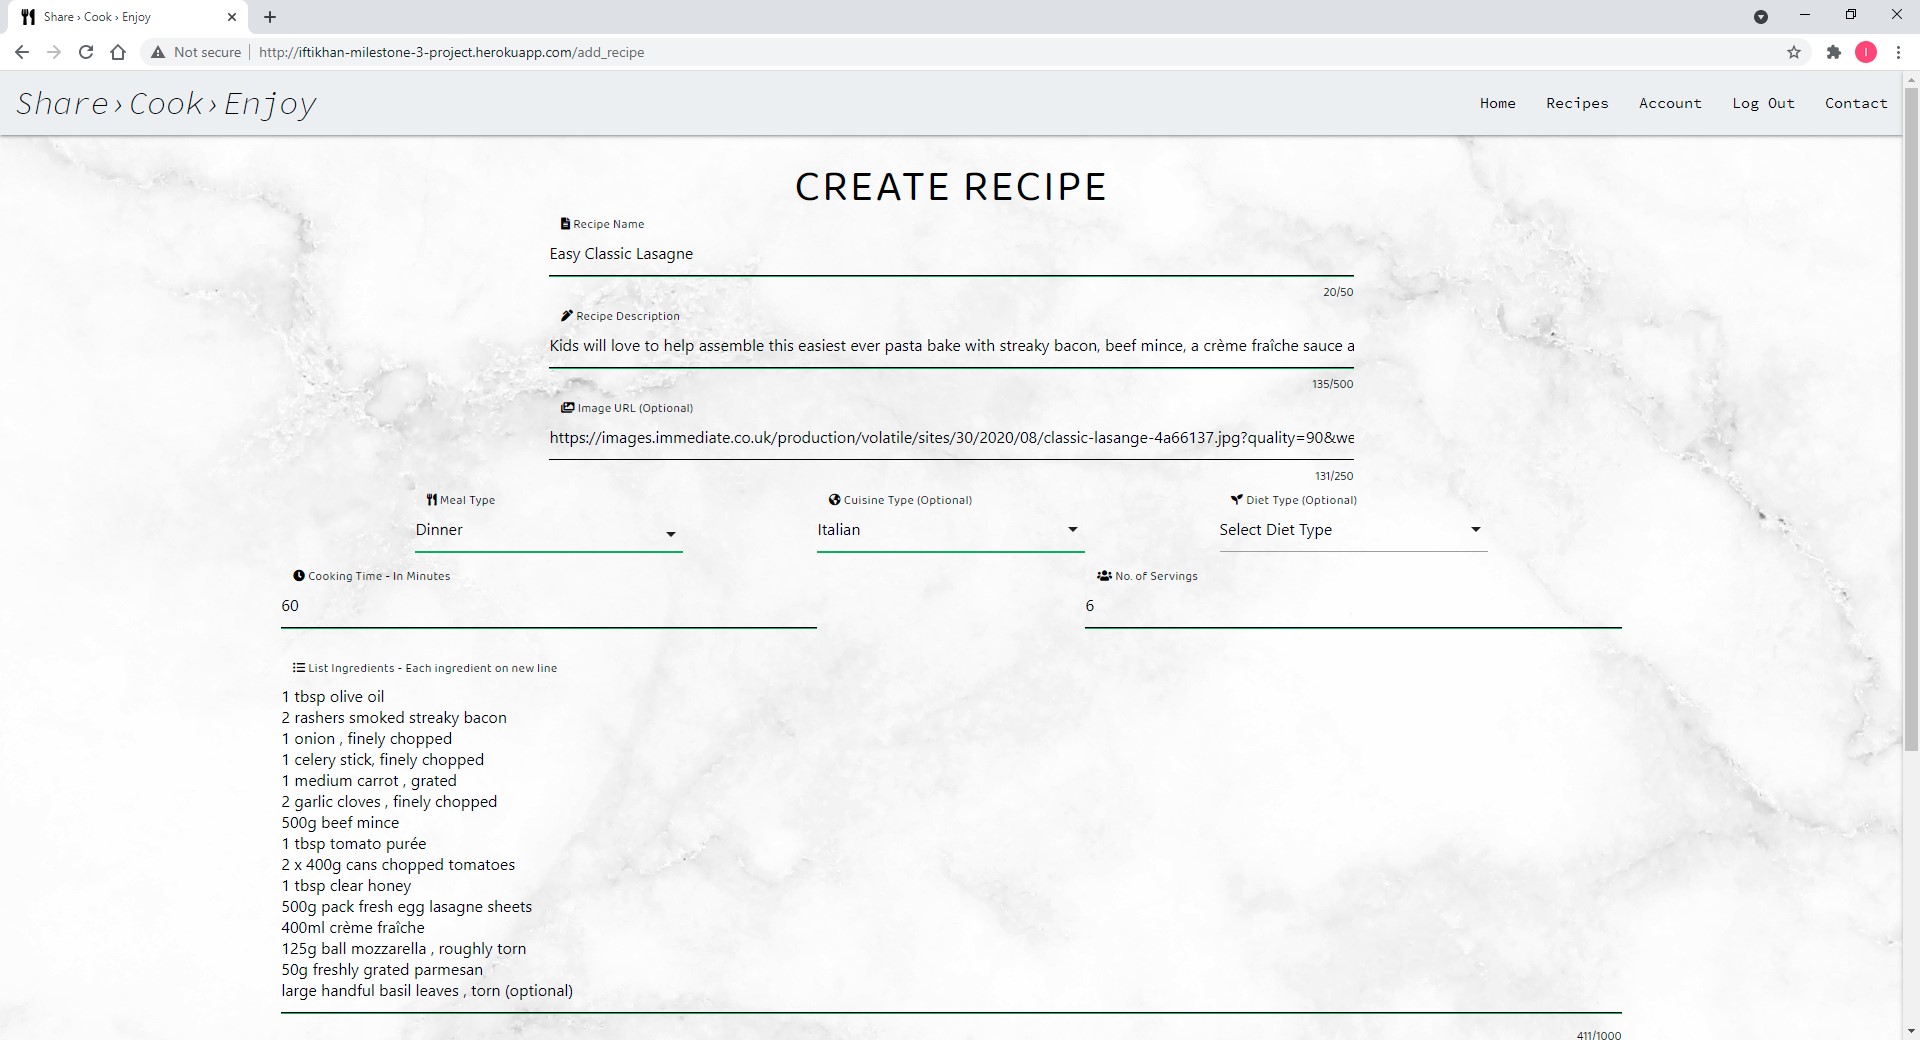 Share › Cook › Enjoy
Not secure
http://iftikhan-milestone-3-project.herokuapp.com/add_recipe
I
Share›Cook›Enjoy
Home Recipes Account Log Out Contact
CREATE RECIPE
Recipe Name
Easy Classic Lasagne
20/50
Recipe Description
Kids will love to help assemble this easiest ever pasta bake with streaky bacon, beef mince, a crème fraîche sauce a
135/500
Image URL (Optional)
https://images.immediate.co.uk/production/volatile/sites/30/2020/08/classic-lasange-4a66137.jpg?quality=90&we
131/250
Meal Type Cuisine Type (Optional) Diet Type (Optional)
Dinner Italian Select Diet Type
Cooking Time - In Minutes No. of Servings
60 6
List Ingredients - Each ingredient on new line
1 tbsp olive oil
2 rashers smoked streaky bacon
1 onion , finely chopped
1 celery stick, finely chopped
1 medium carrot , grated
2 garlic cloves , finely chopped
500g beef mince
1 tbsp tomato purée
2 x 400g cans chopped tomatoes
1 tbsp clear honey
500g pack fresh egg lasagne sheets
400ml crème fraîche
125g ball mozzarella , roughly torn
50g freshly grated parmesan
large handful basil leaves , torn (optional)
411/1000